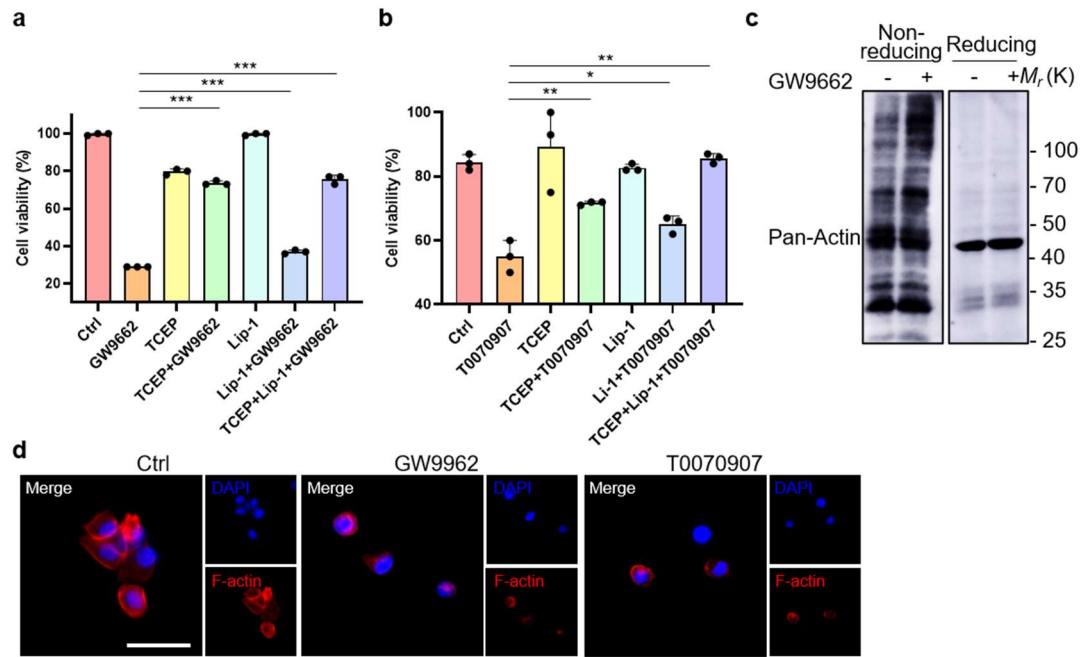 a
***
***
***
Cell viability (%)
100
80
60
40
20
Ctrl
GW9662
TCEP
TCEP+GW9662
Lip-1
Lip-1+GW9662
TCEP+Lip-1+GW9662
b
**
*
**
Cell viability (%)
100
80
60
40
Ctrl
T0070907
TCEP
TCEP+T0070907
Lip-1
Li-1+T0070907
TCEP+Lip-1+T0070907
c
Non-
reducing
Reducing
GW9662 - + - + Mr (K)
Pan-Actin
- 100
- 70
- 50
- 40
- 35
- 25
d
Ctrl
GW9962
T0070907
Merge
DAPI
F-actin
Merge
DAPI
F-actin
Merge
DAPI
F-actin